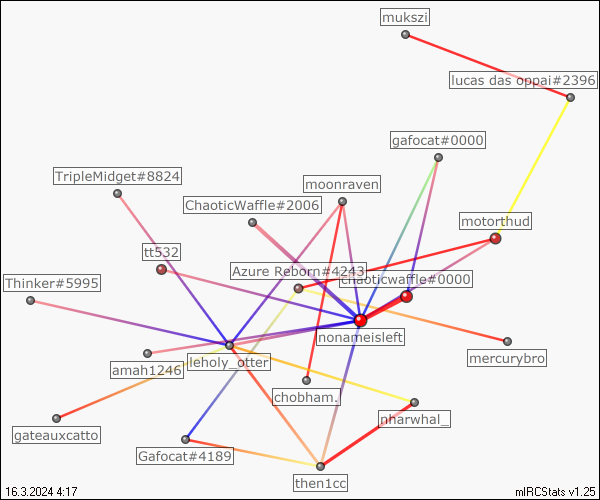 mukszi
lucas das oppai#2396
gafocat#0000
TripleMidget#8824
moonraven
ChaoticWaffle#2006
motorthud
tt532
Azure Reborn#4243
chaoticwaffle#0000
Thinker#5995
nonameisleft
mercurybro
leholy_otter
amah1246
chobham.
nharwhal_
gateauxcatto
Gafocat#4189
then1cc
16.3.2024 4:17
mIRCStats v1.25